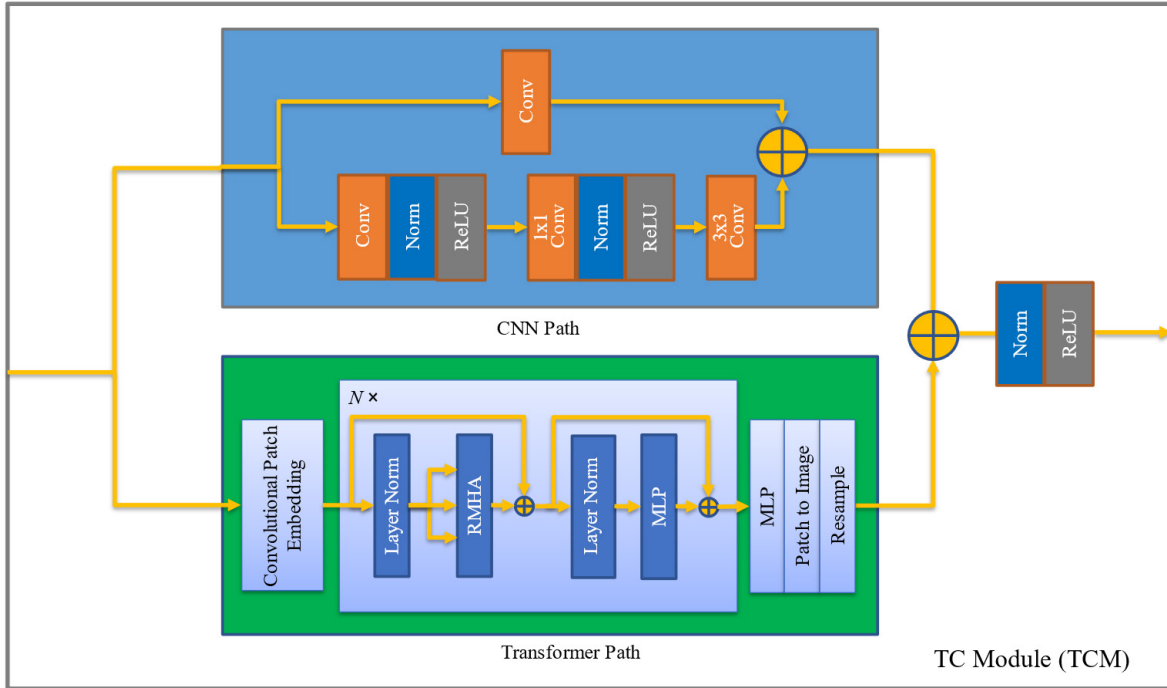 Conv
Conv
Norm
ReLU
1x1
Conv
Norm
ReLU
3x3
Conv
CNN Path
Norm
ReLU
N ×
Convolutional Patch
Embedding
Layer Norm
RMHA
Layer Norm
MLP
MLP
Patch to Image
Resample
Transformer Path
TC Module (TCM)